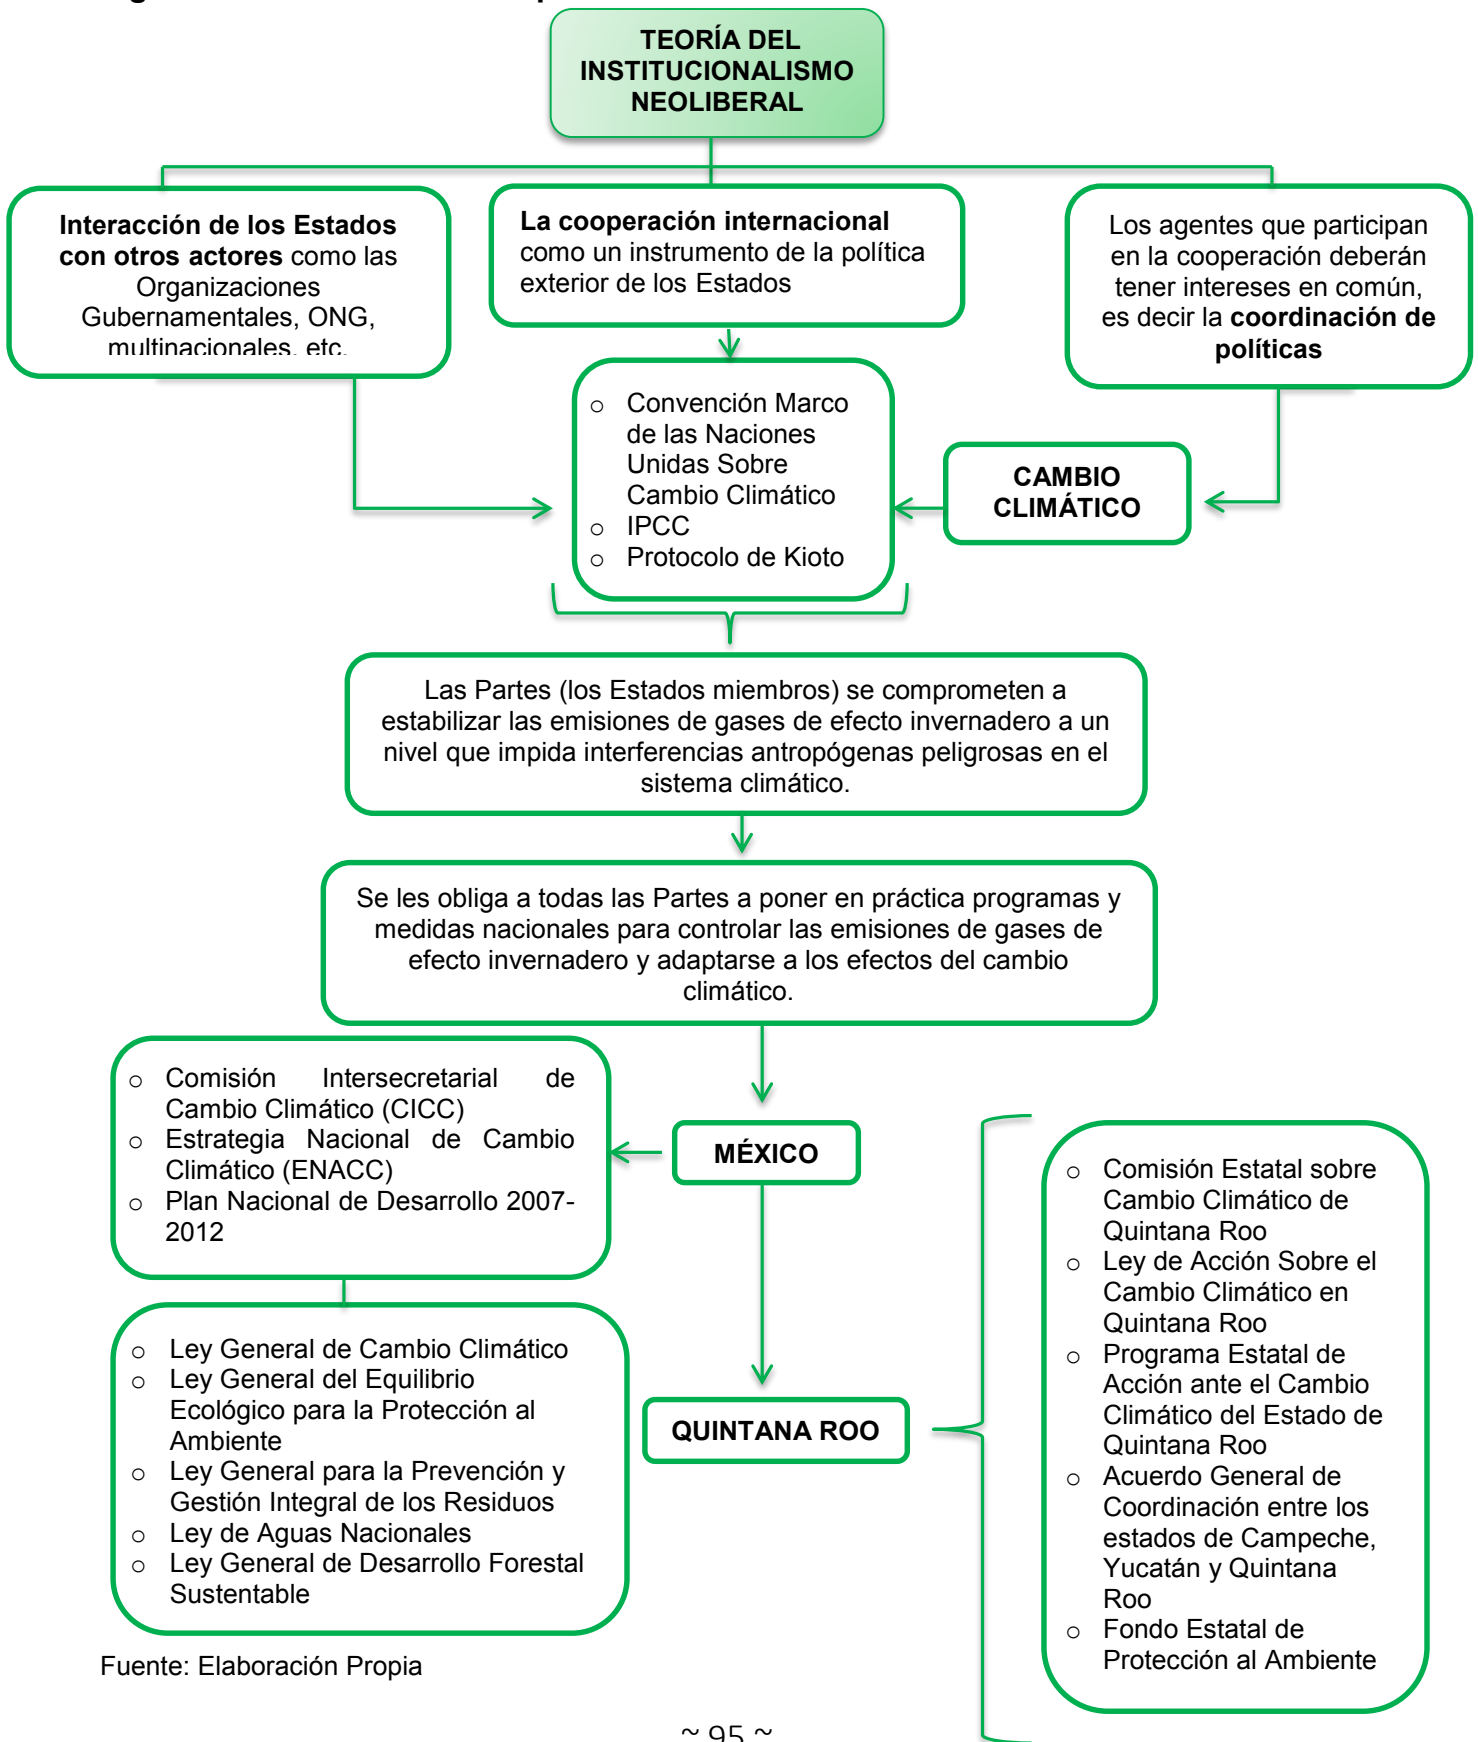 TEORÍA DEL
INSTITUCIONALISMO
NEOLIBERAL
Interacción de los Estados
con otros actores como las
Organizaciones
Gubernamentales, ONG,
multinacionales, etc.
La cooperación internacional
como un instrumento de la política
exterior de los Estados
Los agentes que participan
en la cooperación deberán
tener intereses en común,
es decir la coordinación de
políticas
o Convención Marco
de las Naciones
Unidas Sobre
Cambio Climático
o IPCC
o Protocolo de Kioto
CAMBIO
CLIMÁTICO
Las Partes (los Estados miembros) se comprometen a
estabilizar las emisiones de gases de efecto invernadero a un
nivel que impida interferencias antropógenas peligrosas en el
sistema climático.
Se les obliga a todas las Partes a poner en práctica programas y
medidas nacionales para controlar las emisiones de gases de
efecto invernadero y adaptarse a los efectos del cambio
climático.
o Comisión Intersecretarial de
Cambio Climático (CICC)
o Estrategia Nacional de Cambio
Climático (ENACC)
o Plan Nacional de Desarrollo 2007-
2012
MÉXICO
o Ley General de Cambio Climático
o Ley General del Equilibrio
Ecológico para la Protección al
Ambiente
o Ley General para la Prevención y
Gestión Integral de los Residuos
o Ley de Aguas Nacionales
o Ley General de Desarrollo Forestal
Sustentable
QUINTANA ROO
o Comisión Estatal sobre
Cambio Climático de
Quintana Roo
o Ley de Acción Sobre el
Cambio Climático en
Quintana Roo
o Programa Estatal de
Acción ante el Cambio
Climático del Estado de
Quintana Roo
o Acuerdo General de
Coordinación entre los
estados de Campeche,
Yucatán y Quintana
Roo
o Fondo Estatal de
Protección al Ambiente
Fuente: Elaboración Propia
~ 95 ~